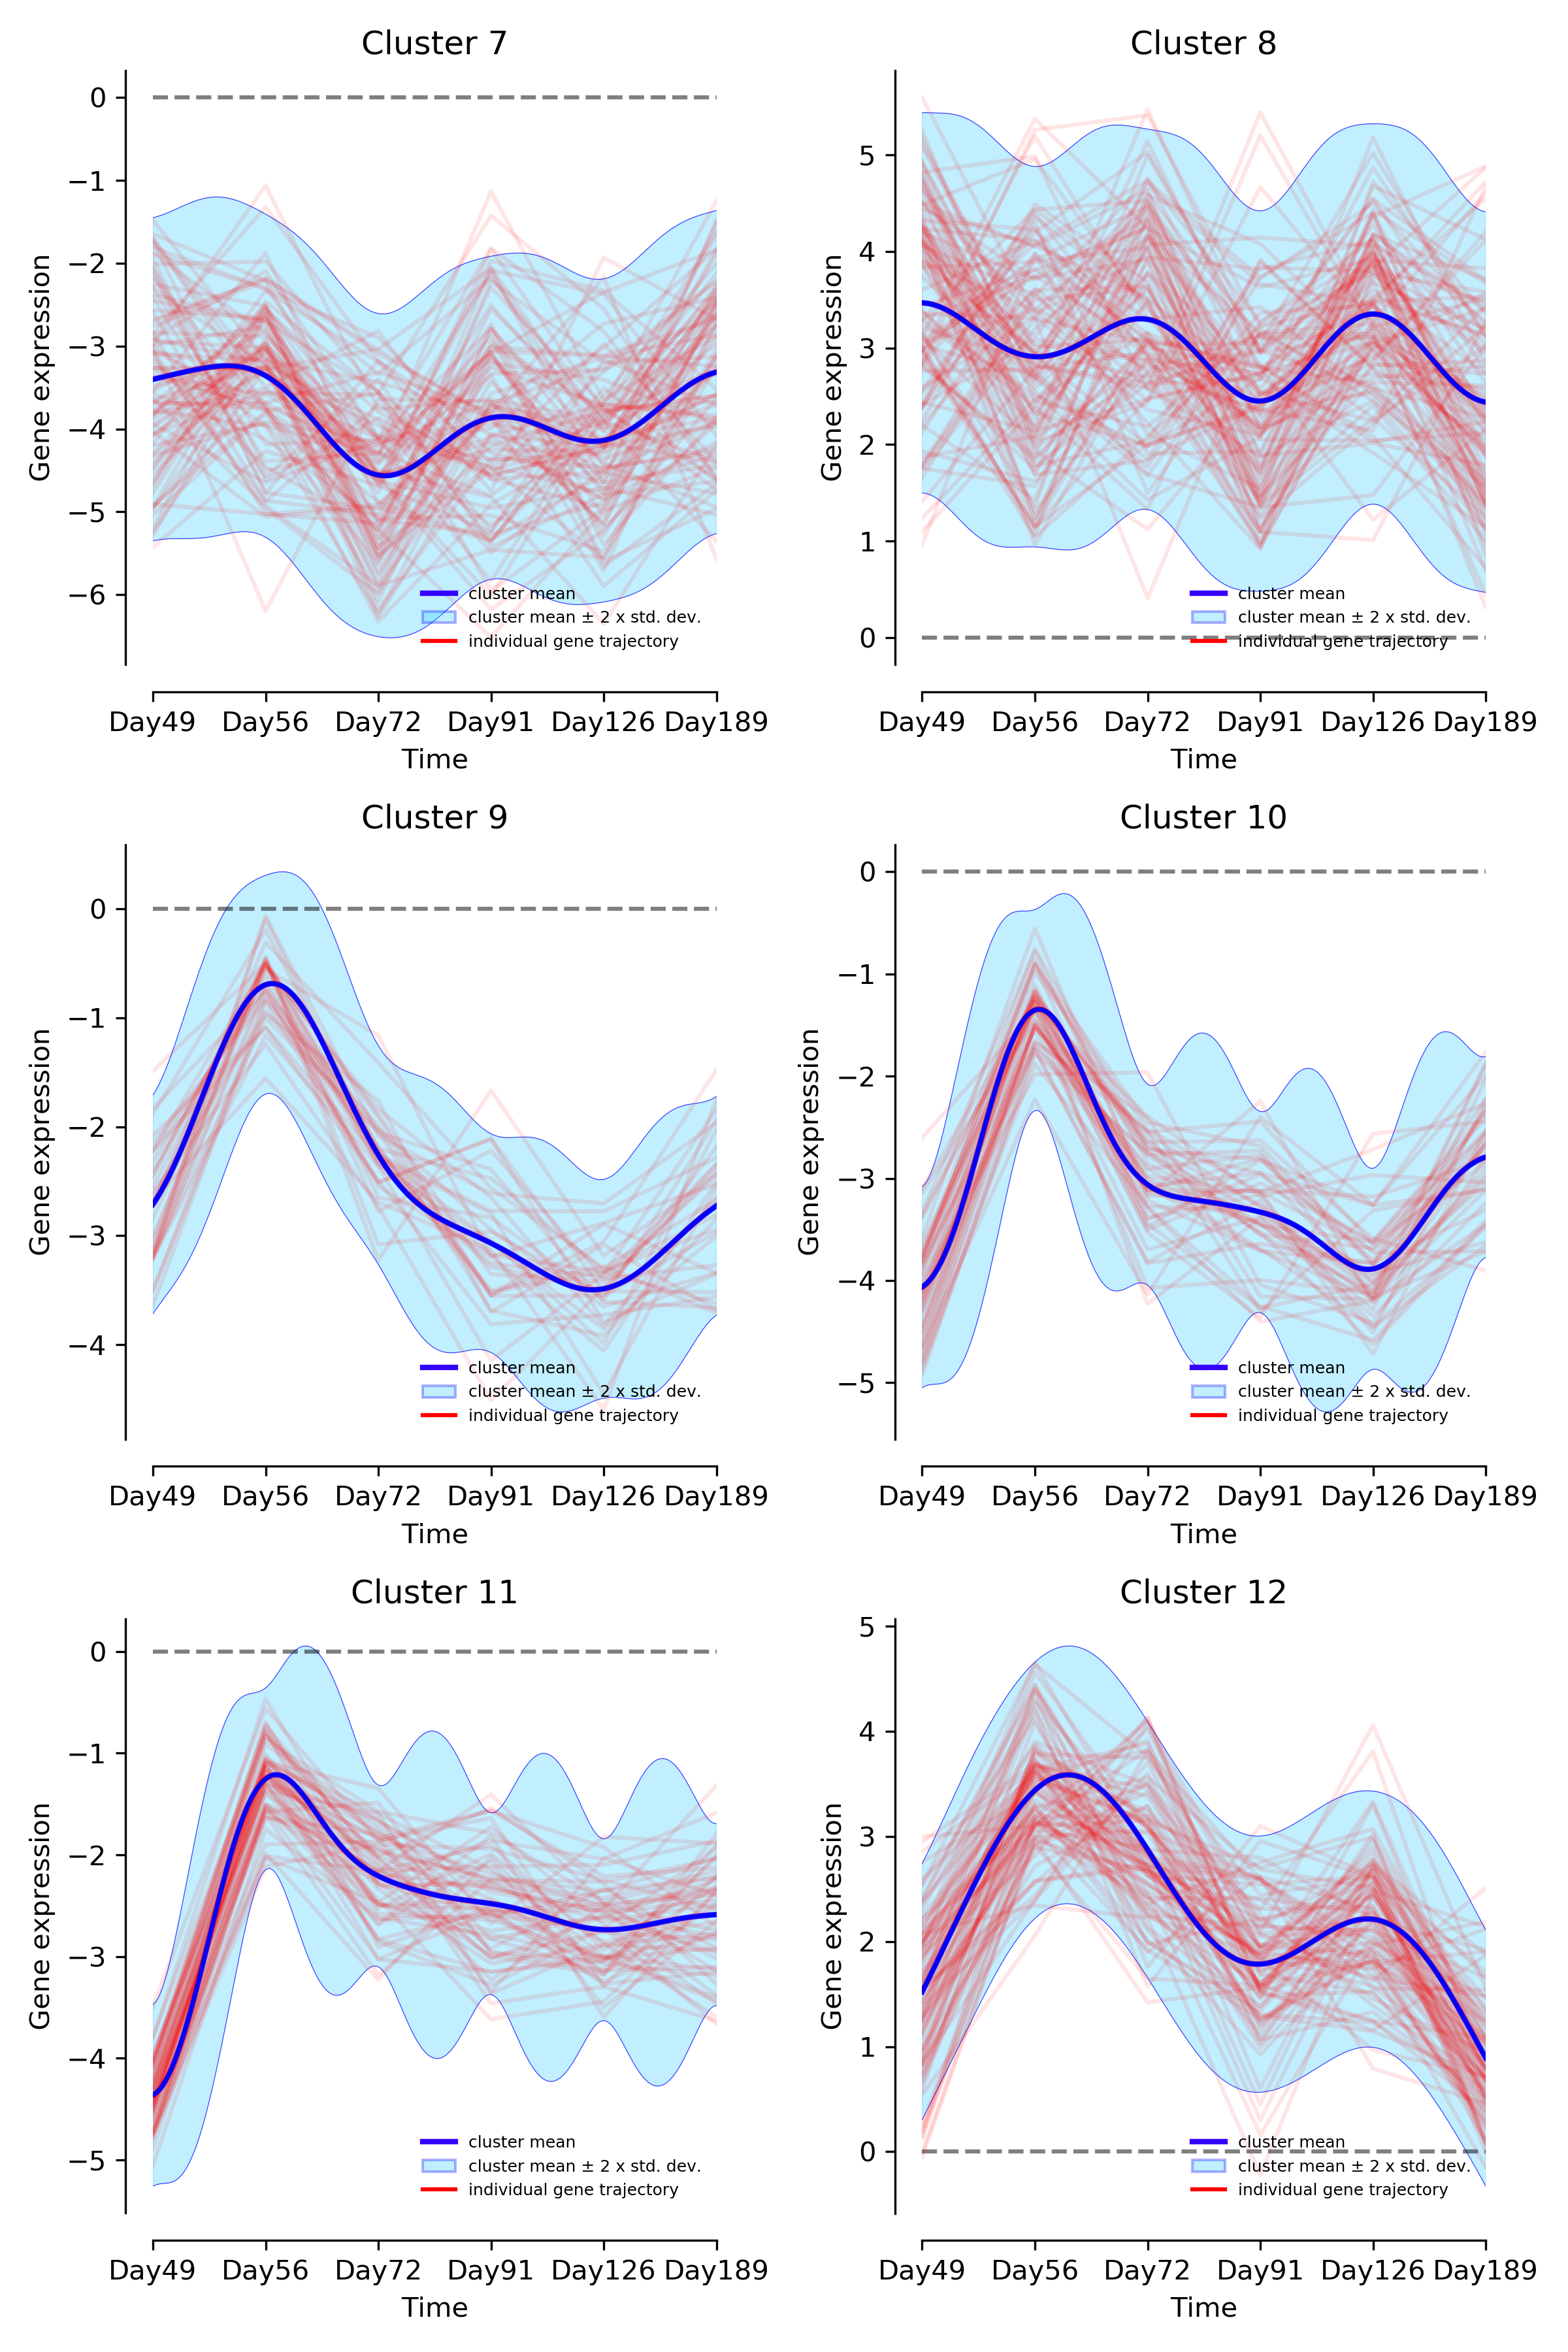 Cluster 7
Gene expression
0
−1
−2
−3
−4
−5
−6
cluster mean
cluster mean ± 2 x std. dev.
individual gene trajectory
Day49 Day56 Day72 Day91 Day126 Day189
Time
Cluster 8
Gene expression
5
4
3
2
1
0
cluster mean
cluster mean ± 2 x std. dev.
individual gene trajectory
Day49 Day56 Day72 Day91 Day126 Day189
Time
Cluster 9
Gene expression
0
−1
−2
−3
−4
cluster mean
cluster mean ± 2 x std. dev.
individual gene trajectory
Day49 Day56 Day72 Day91 Day126 Day189
Time
Cluster 10
Gene expression
0
−1
−2
−3
−4
−5
cluster mean
cluster mean ± 2 x std. dev.
individual gene trajectory
Day49 Day56 Day72 Day91 Day126 Day189
Time
Cluster 11
Gene expression
0
−1
−2
−3
−4
−5
cluster mean
cluster mean ± 2 x std. dev.
individual gene trajectory
Day49 Day56 Day72 Day91 Day126 Day189
Time
Cluster 12
Gene expression
5
4
3
2
1
0
cluster mean
cluster mean ± 2 x std. dev.
individual gene trajectory
Day49 Day56 Day72 Day91 Day126 Day189
Time